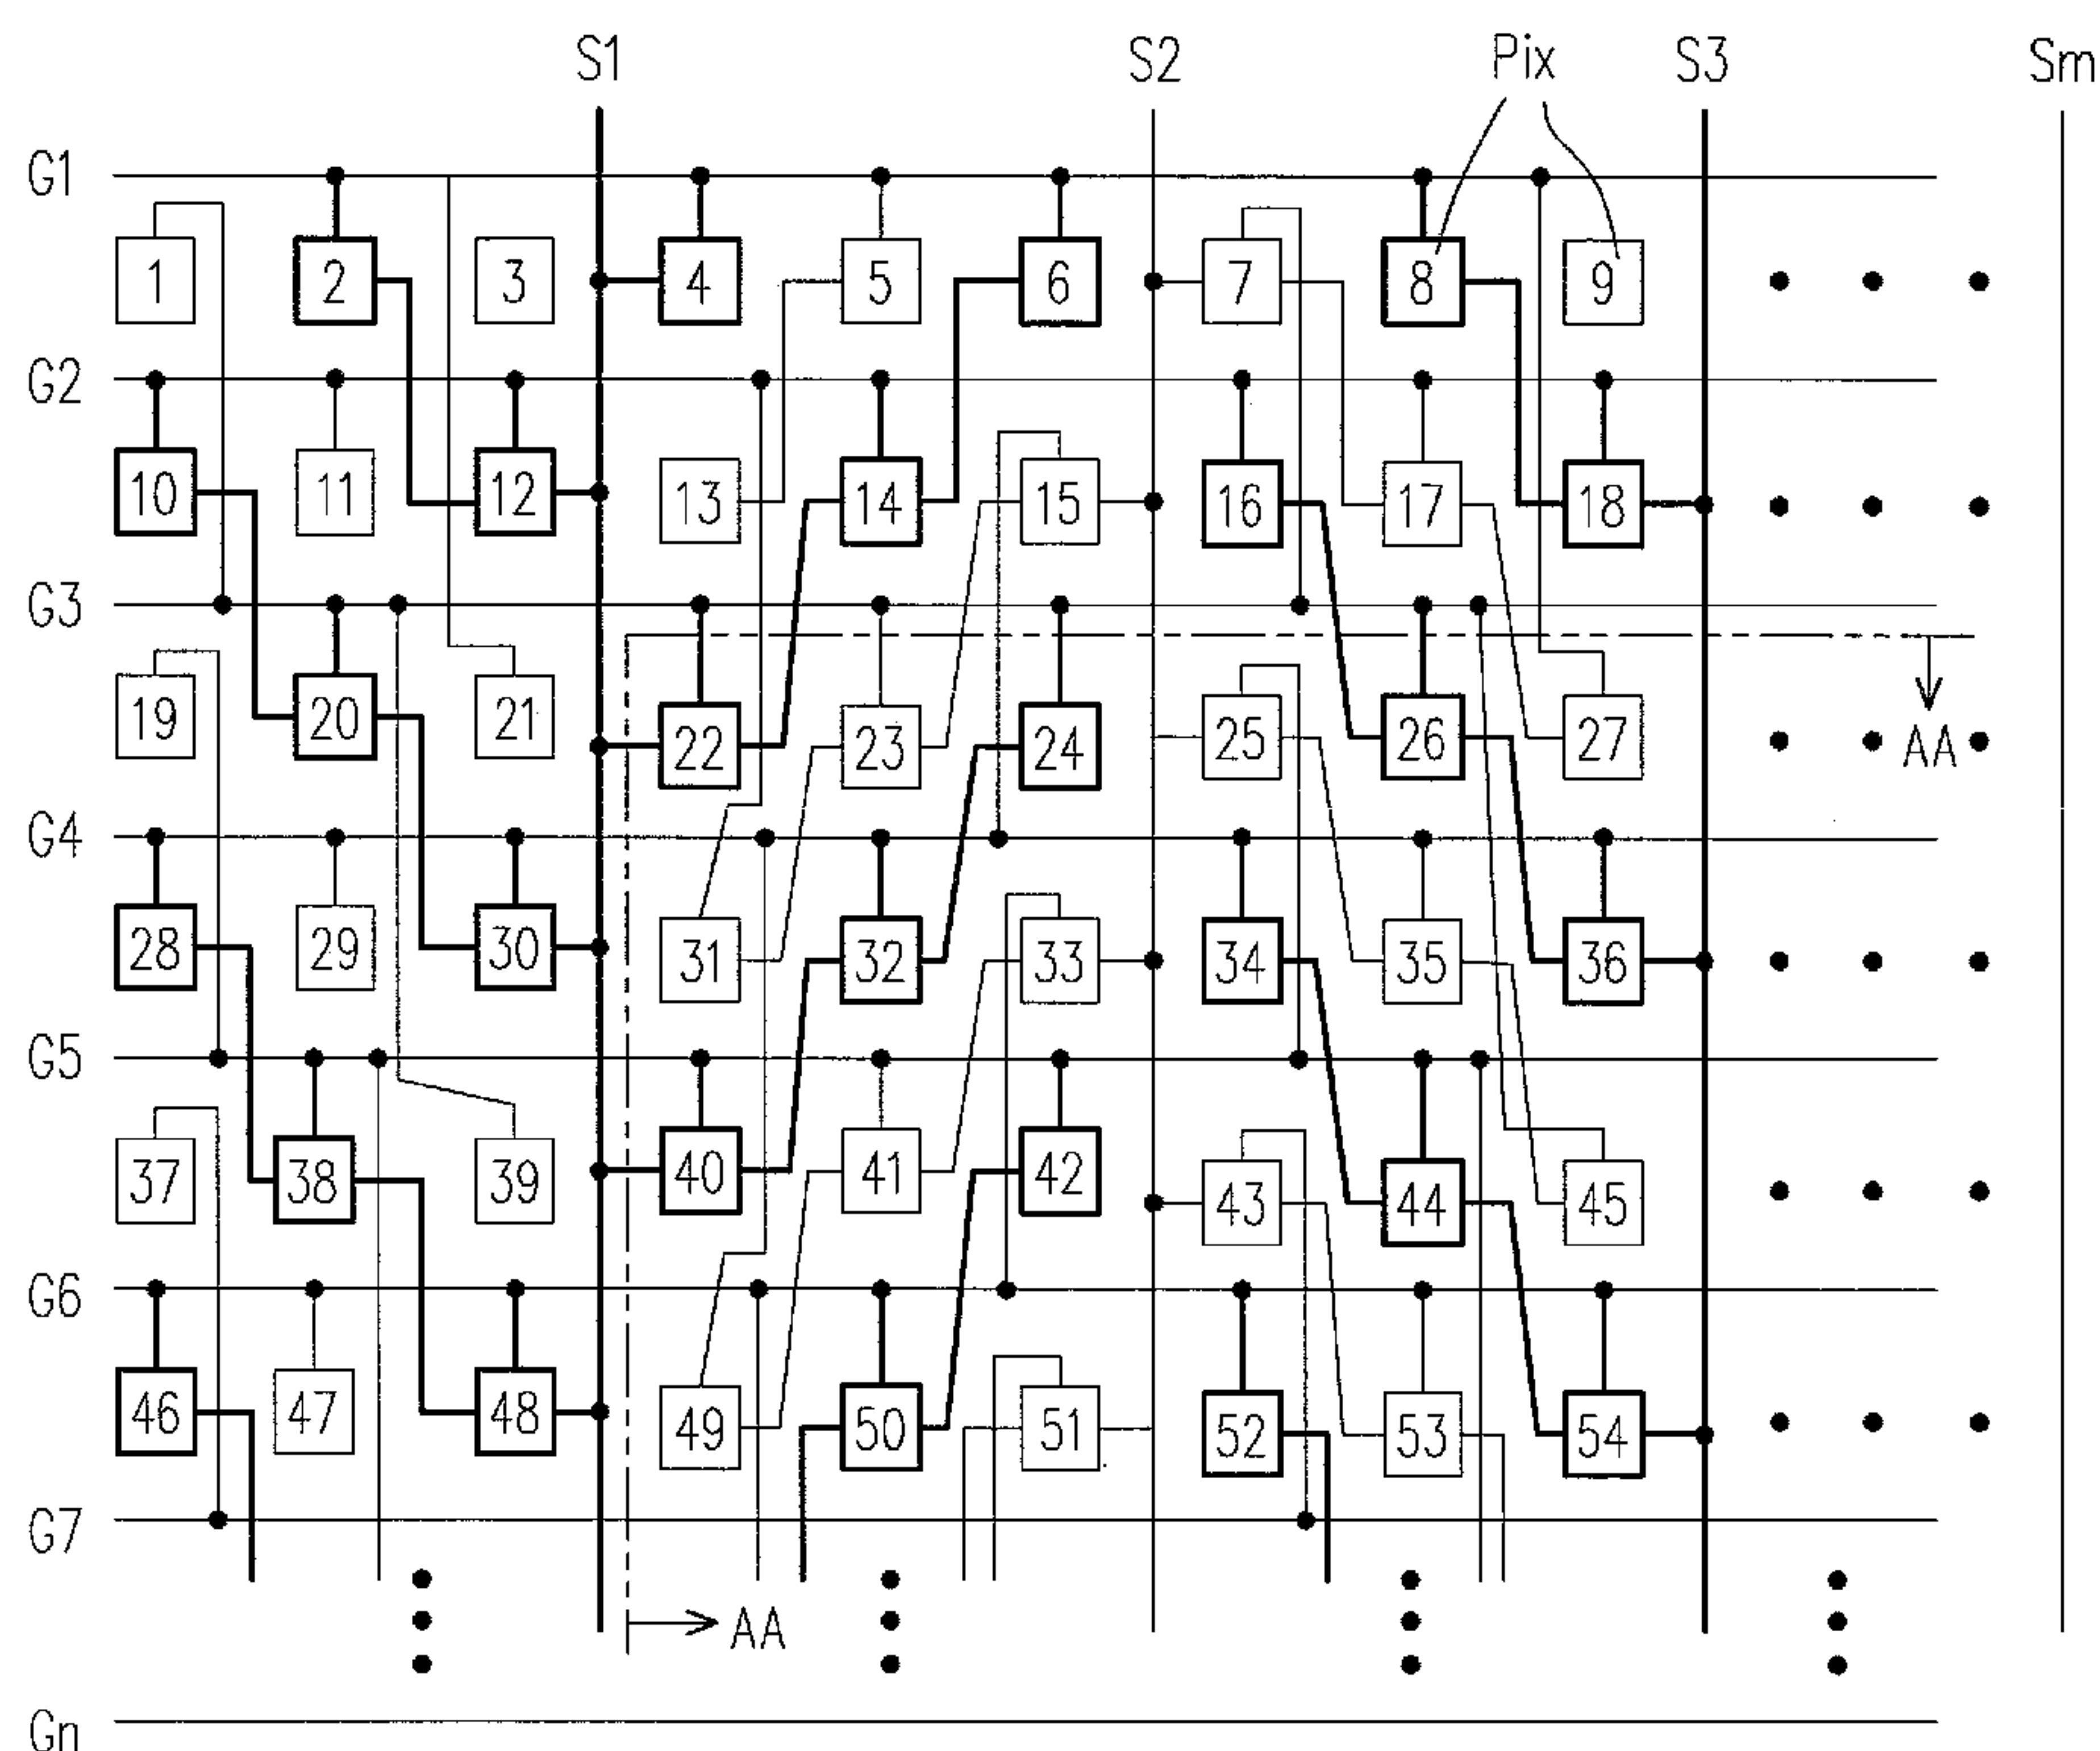 S1 S2 Pix S3 Sm
G1
1 2 3 4 5 6 7 8 9
G2
10 11 12 13 14 15 16 17 18
G3
19 20 21 22 23 24 25 26 27 AA
G4
28 29 30 31 32 33 34 35 36
G5
37 38 39 40 41 42 43 44 45
G6
46 47 48 49 50 51 52 53 54
G7
AA
Gn